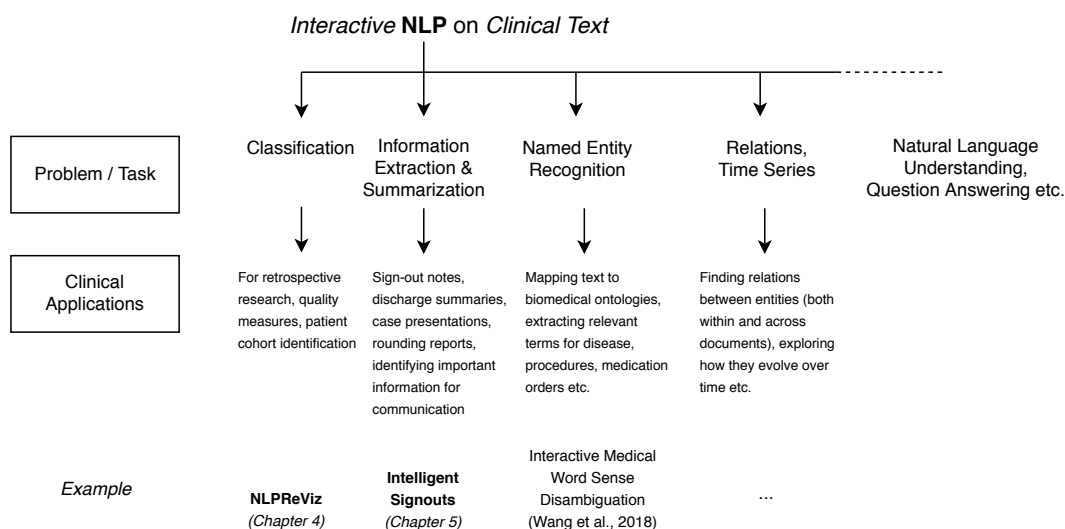 Interactive NLP on Clinical Text
Problem / Task
Classification
Information
Extraction &
Summarization
Named Entity
Recognition
Relations,
Time Series
Natural Language
Understanding,
Question Answering etc.
Clinical
Applications
For retrospective
research, quality
measures, patient
cohort identification
Sign-out notes,
discharge summaries,
case presentations,
rounding reports,
identifying important
information for
communication
Mapping text to
biomedical ontologies,
extracting relevant
terms for disease,
procedures, medication
orders etc.
Finding relations
between entities (both
within and across
documents), exploring
how they evolve over
time etc.
Example
NLPReViz
(Chapter 4)
Intelligent
Signouts
(Chapter 5)
Interactive Medical
Word Sense
Disambiguation
(Wang et al., 2018)
...